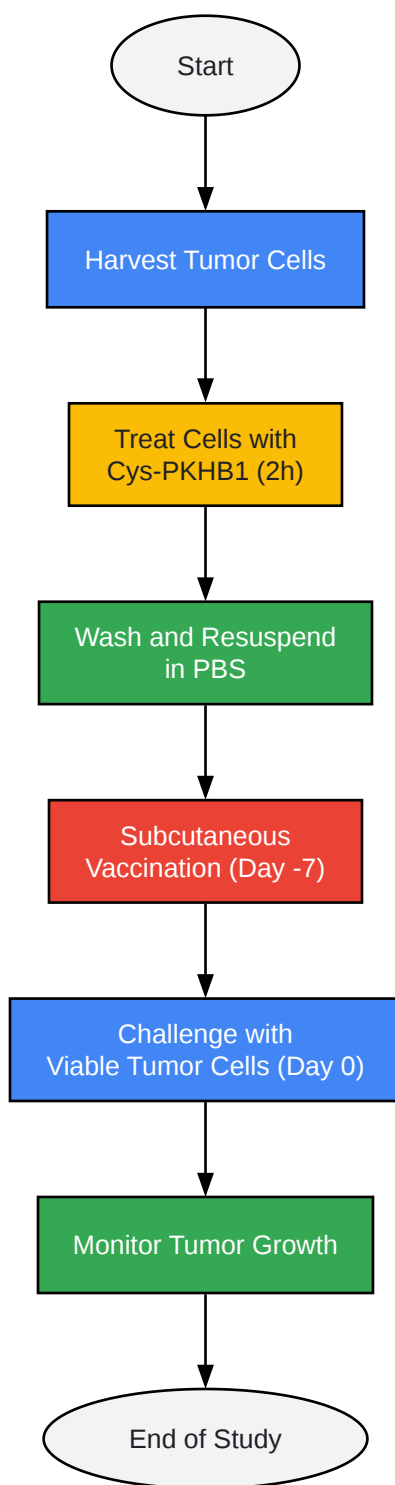 Start
Harvest Tumor Cells
Treat Cells with
Cys-PKHB1 (2h)
Wash and Resuspend
in PBS
Subcutaneous
Vaccination (Day -7)
Challenge with
Viable Tumor Cells (Day 0)
Monitor Tumor Growth
End of Study